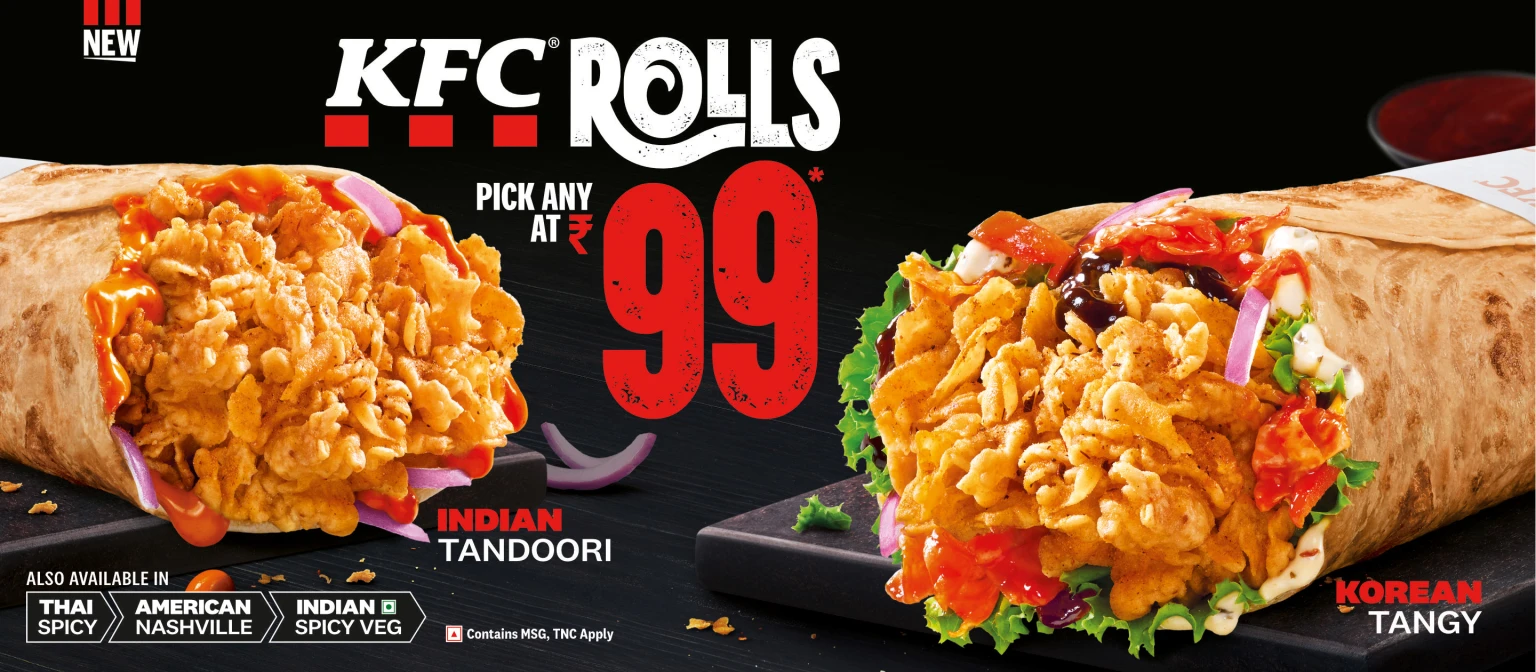 NEW
KFC® ROLLS
PICK ANY
AT ₹99*
INDIAN
TANDOORI
KOREAN
TANGY
ALSO AVAILABLE IN
THAI
SPICY
AMERICAN
NASHVILLE
INDIAN
SPICY VEG
Contains MSG, TNC Apply